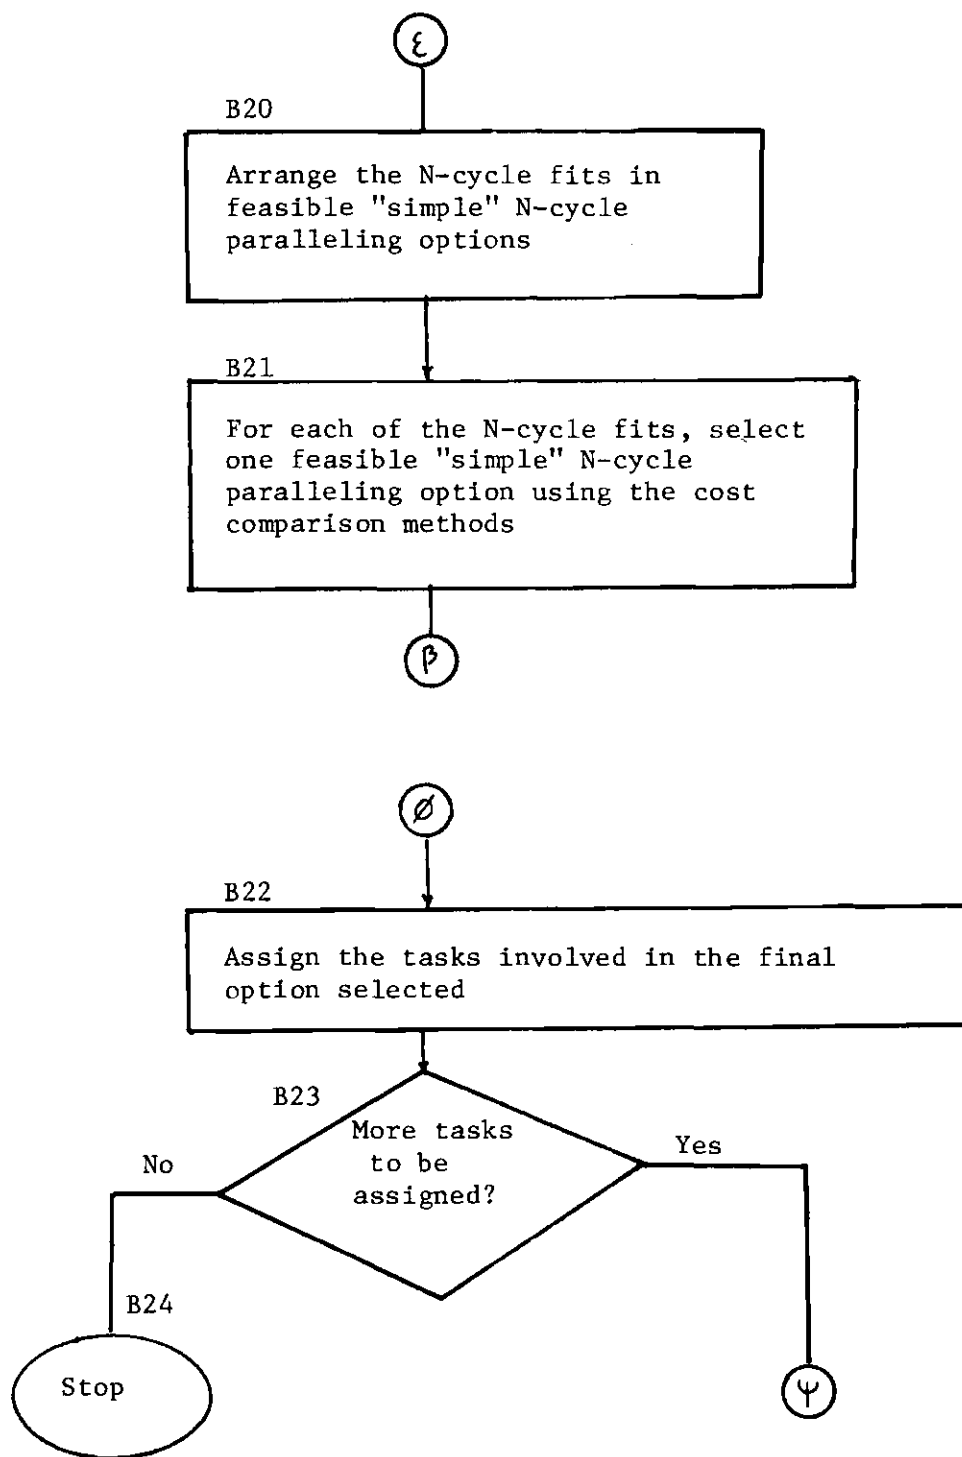 ξ
B20
Arrange the N-cycle fits in
feasible "simple" N-cycle
paralleling options
B21
For each of the N-cycle fits, select
one feasible "simple" N-cycle
paralleling option using the cost
comparison methods
β
Ø
B22
Assign the tasks involved in the final
option selected
B23
More tasks
to be
assigned?
Yes
No
B24
Stop
Ψ